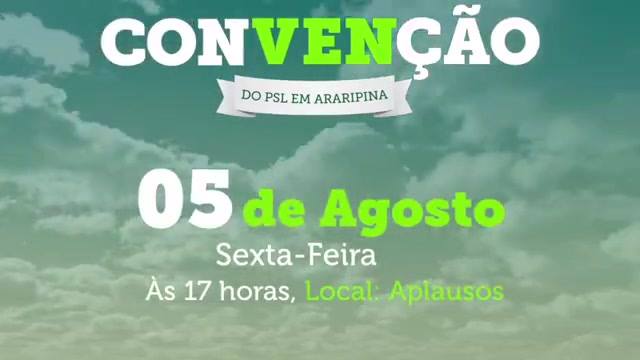 CONVENÇÃO
DO PSL EM ARARIPINA
05 de Agosto
Sexta-Feira
Às 17 horas, Local: Aplausos